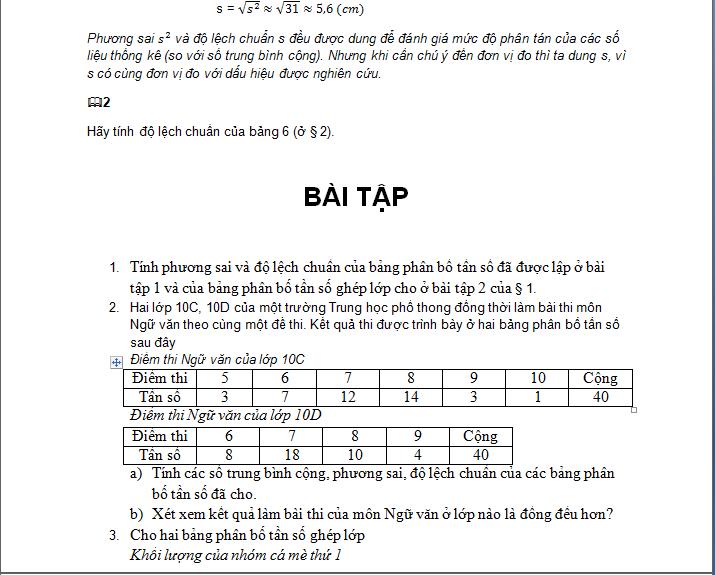 s = √s² ≈ √31 ≈ 5,6 (cm)
Phương sai s² và độ lệch chuẩn s đều được dung để đánh giá mức độ phân tán của các số
liệu thống kê (so với số trung bình cộng). Nhưng khi cần chú ý đến đơn vị đo thì ta dung s, vì
s có cùng đơn vị đo với dấu hiệu được nghiên cứu.
2
Hãy tính độ lệch chuẩn của bảng 6 (ở § 2).
BÀI TẬP
1. Tính phương sai và độ lệch chuẩn của bảng phân bố tần số đã được lập ở bài
tập 1 và của bảng phân bố tần số ghép lớp cho ở bài tập 2 của § 1.
2. Hai lớp 10C, 10D của một trường Trung học phổ thong đồng thời làm bài thi môn
Ngữ văn theo cùng một đề thi. Kết quả thi được trình bày ở hai bảng phân bố tần số
sau đây
Điểm thi Ngữ văn của lớp 10C
Điểm thi 5 6 7 8 9 10 Cộng
Tần số 3 7 12 14 3 1 40
Điểm thi Ngữ văn của lớp 10D
Điểm thi 6 7 8 9 Cộng
Tần số 8 18 10 4 40
a) Tính các số trung bình cộng, phương sai, độ lệch chuẩn của các bảng phân
bố tần số đã cho.
b) Xét xem kết quả làm bài thi của môn Ngữ văn ở lớp nào là đồng đều hơn?
3. Cho hai bảng phân bố tần số ghép lớp
Khối lượng của nhóm cá mè thứ 1